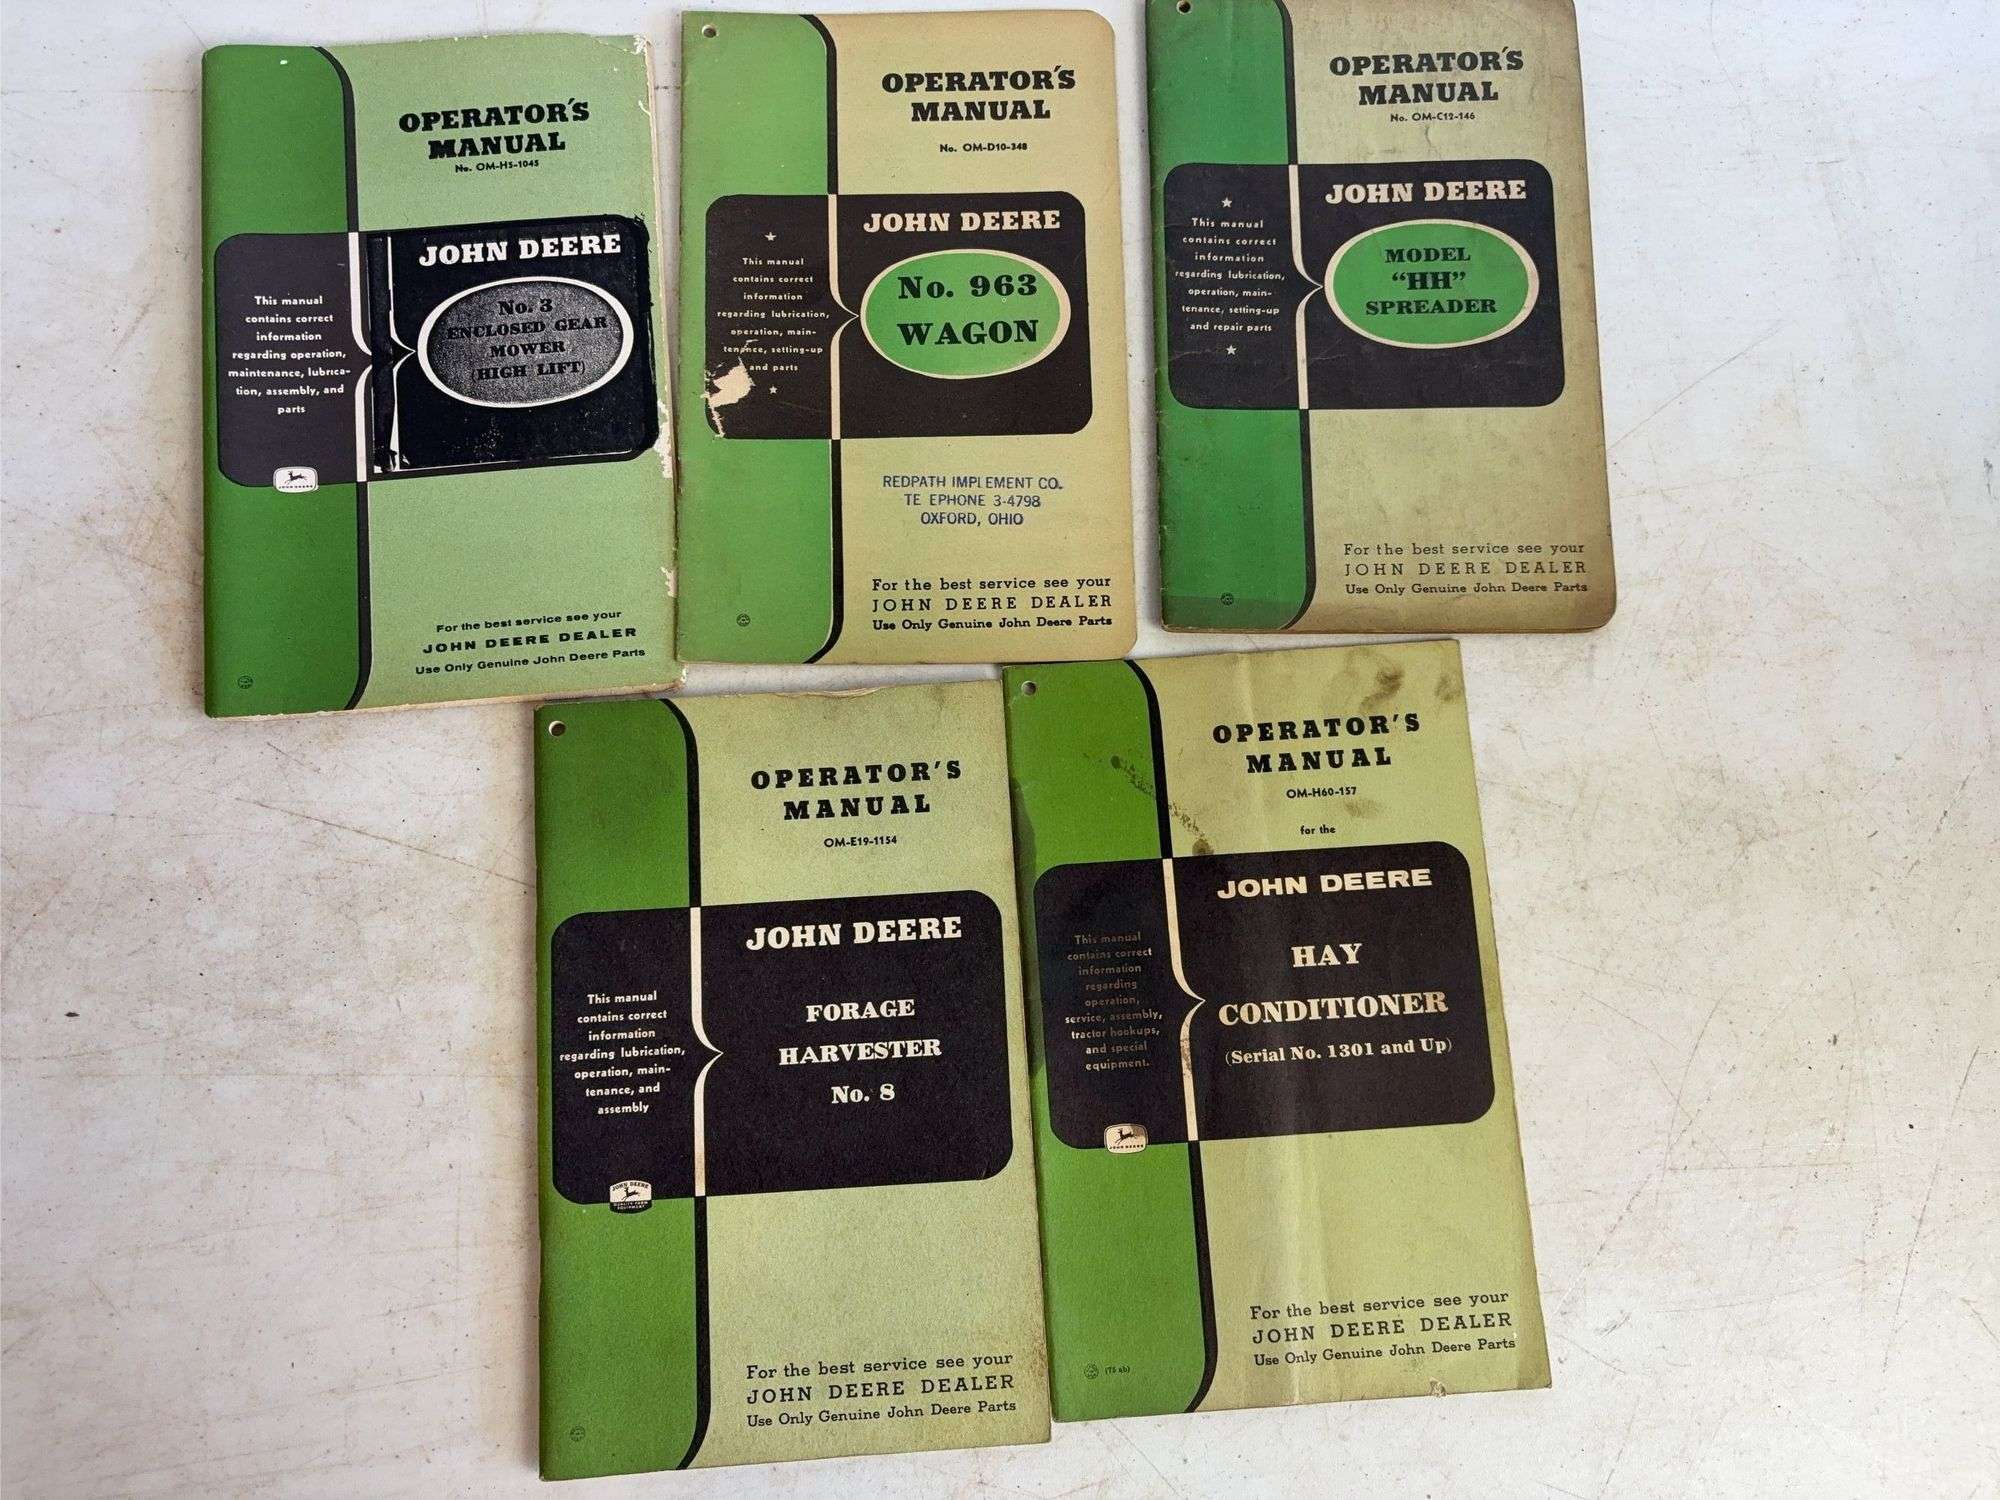 OPERATOR'S
MANUAL
No. OM-H5-1045
JOHN DEERE
No. 3
ENCLOSED GEAR
MOWER
(HIGH LIFT)
This manual
contains correct
information
regarding operation,
maintenance, lubrica-
tion, assembly, and
parts
JOHN DEERE
For the best service see your
JOHN DEERE DEALER
Use Only Genuine John Deere Parts
OPERATOR'S
MANUAL
No. OM-D10-348
JOHN DEERE
No. 963
WAGON
This manual
contains correct
information
regarding lubrication,
operation, main-
tenance, setting-up
and parts
REDPATH IMPLEMENT CO.
TE EPHONE 3-4798
OXFORD, OHIO
For the best service see your
JOHN DEERE DEALER
Use Only Genuine John Deere Parts
OPERATOR'S
MANUAL
No. OM-C12-146
JOHN DEERE
MODEL
"HH"
SPREADER
This manual
contains correct
information
regarding lubrication,
operation, main-
tenance, setting-up
and repair parts
For the best service see your
JOHN DEERE DEALER
Use Only Genuine John Deere Parts
OPERATOR'S
MANUAL
OM-E19-1154
JOHN DEERE
FORAGE
HARVESTER
No. 8
This manual
contains correct
information
regarding lubrication,
operation, main-
tenance, and
assembly
JOHN DEERE
QUALITY FARM
EQUIPMENT
For the best service see your
JOHN DEERE DEALER
Use Only Genuine John Deere Parts
OPERATOR'S
MANUAL
OM-H60-157
for the
JOHN DEERE
HAY
CONDITIONER
(Serial No. 1301 and Up)
This manual
contains correct
information
regarding
operation,
service, assembly,
tractor hookups,
and special
equipment.
JOHN DEERE
For the best service see your
JOHN DEERE DEALER
Use Only Genuine John Deere Parts